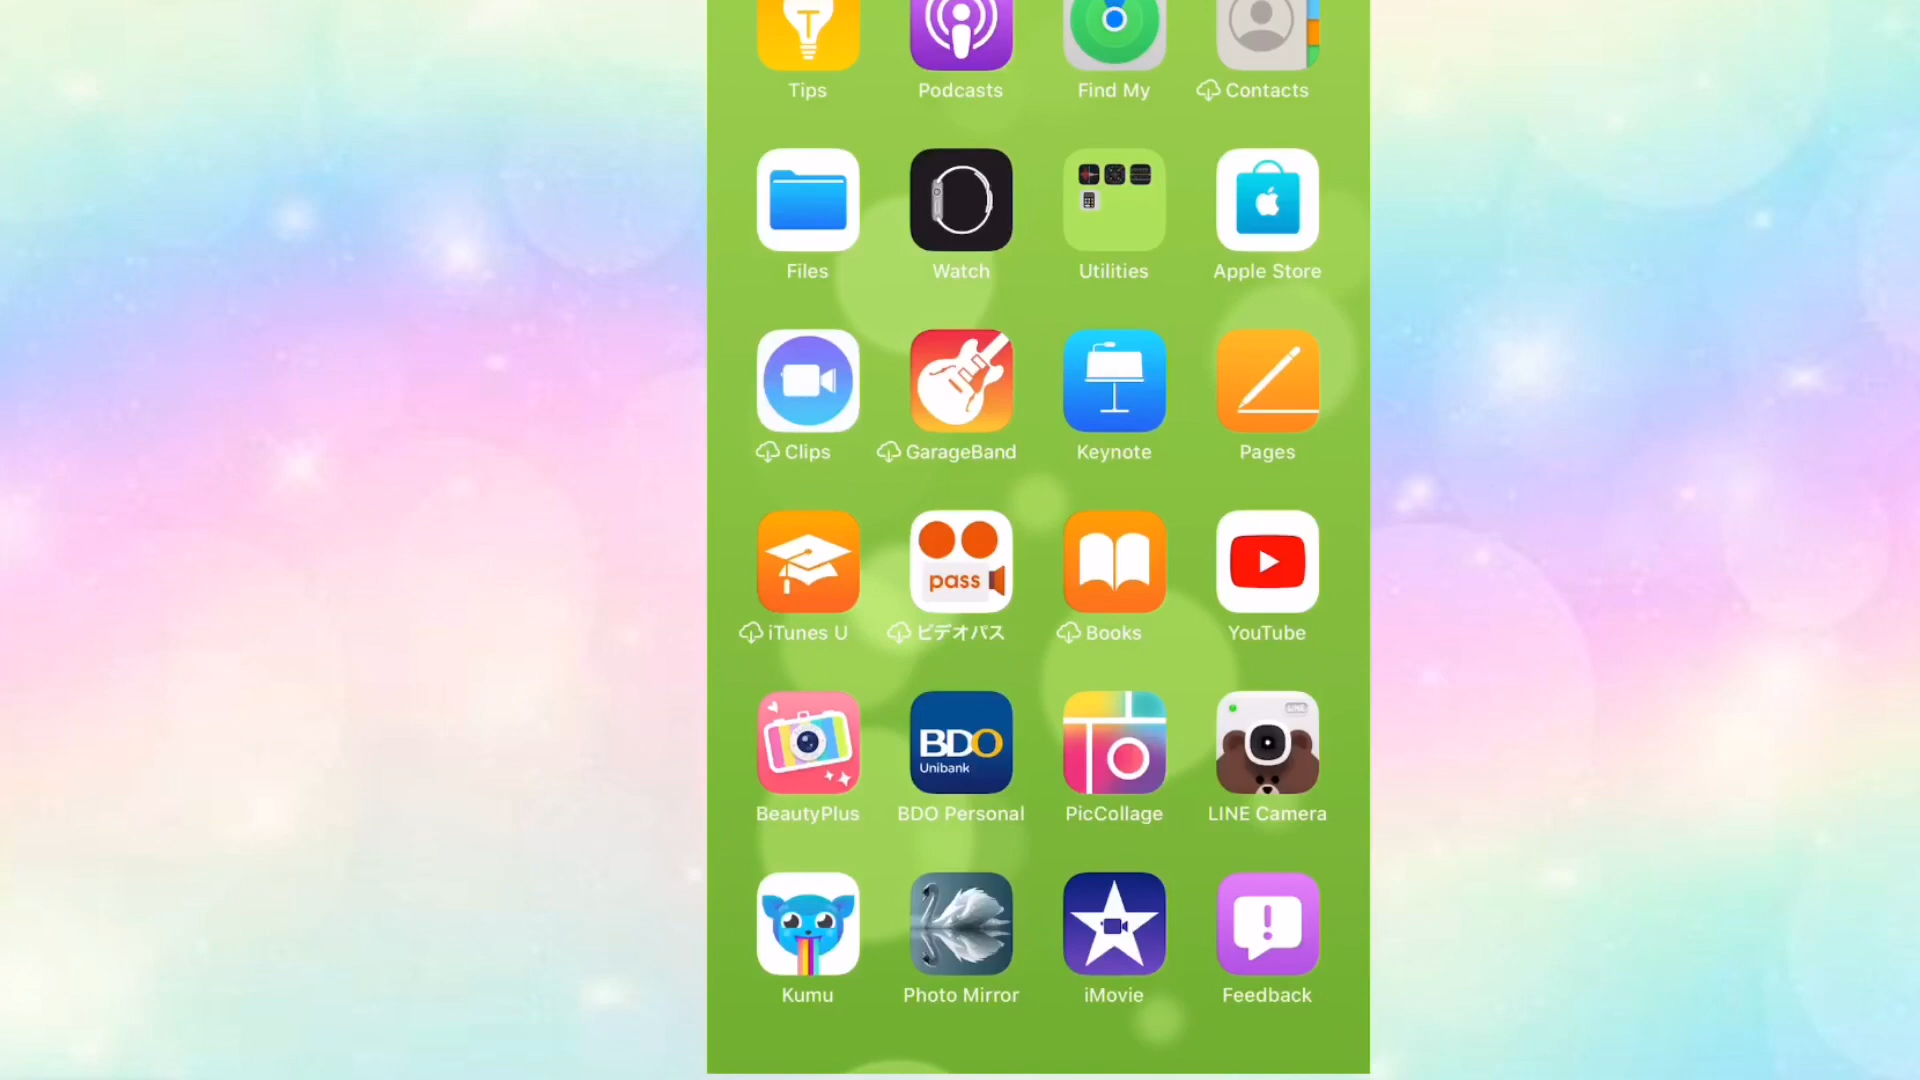 Tips Podcasts Find My Contacts
Files Watch Utilities Apple Store
Clips GarageBand Keynote Pages
pass
iTunes U ビデオパス Books YouTube
BDO
Unibank
BeautyPlus BDO Personal PicCollage LINE Camera
Kumu Photo Mirror iMovie Feedback